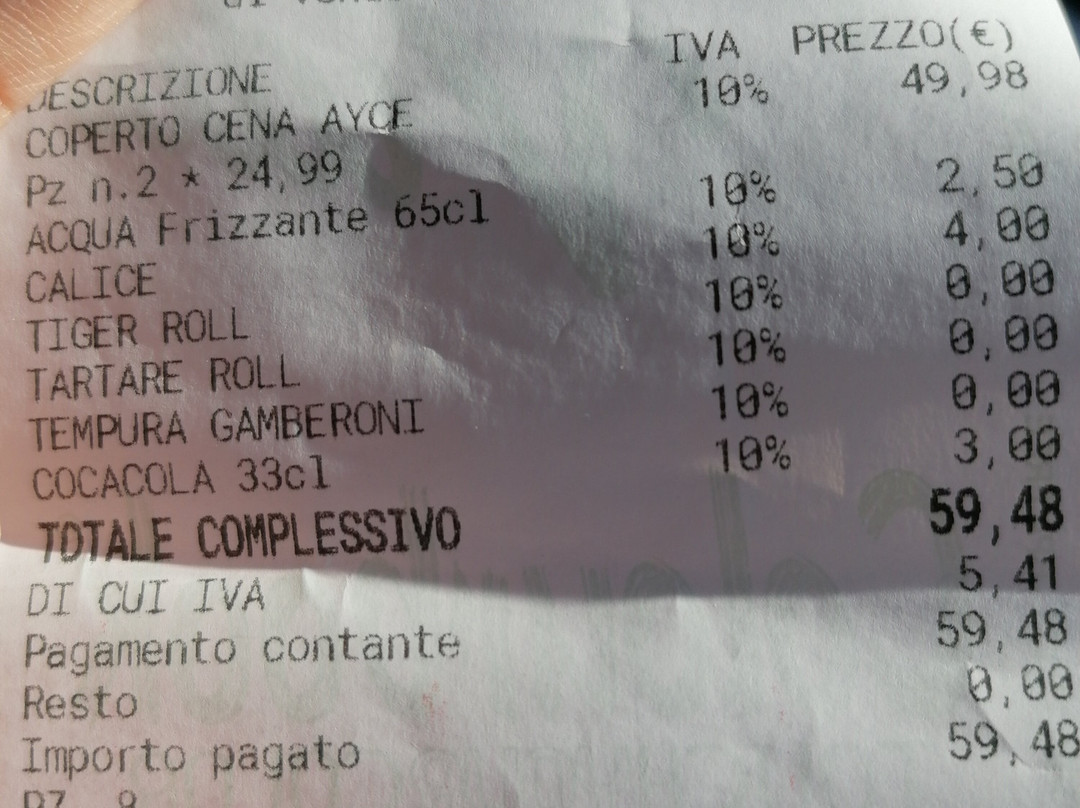 DESCRIZIONE IVA PREZZO(€)
COPERTO CENA AYCE 10% 49,98
Pz n.2 * 24,99
ACQUA Frizzante 65cl 10% 2,50
CALICE 10% 4,00
TIGER ROLL 10% 0,00
TARTARE ROLL 10% 0,00
TEMPURA GAMBERONI 10% 0,00
COCACOLA 33cl 10% 3,00
TOTALE COMPLESSIVO 59,48
DI CUI IVA 5,41
Pagamento contante 59,48
Resto 0,00
Importo pagato 59,48